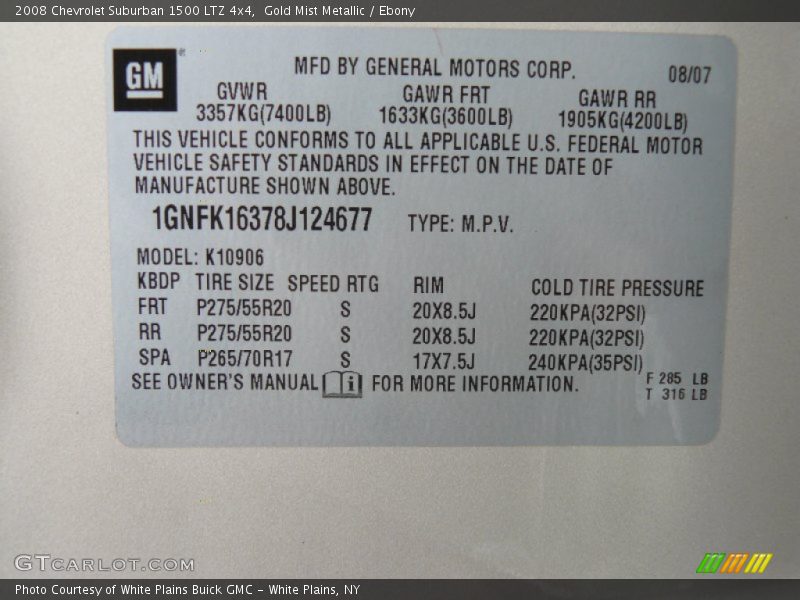 2008 Chevrolet Suburban 1500 LTZ 4x4,  Gold Mist Metallic / Ebony
GM
MFD BY GENERAL MOTORS CORP. 08/07
GVWR GAWR FRT GAWR RR
3357KG(7400LB) 1633KG(3600LB) 1905KG(4200LB)
THIS VEHICLE CONFORMS TO ALL APPLICABLE U.S. FEDERAL MOTOR
VEHICLE SAFETY STANDARDS IN EFFECT ON THE DATE OF
MANUFACTURE SHOWN ABOVE.
1GNFK16378J124677 TYPE: M.P.V.
MODEL: K10906
KBDP TIRE SIZE SPEED RTG RIM COLD TIRE PRESSURE
FRT P275/55R20 S 20X8.5J 220KPA(32PSI)
RR P275/55R20 S 20X8.5J 220KPA(32PSI)
SPA P265/70R17 S 17X7.5J 240KPA(35PSI)
SEE OWNER'S MANUAL i FOR MORE INFORMATION.
F 285 LB
T 316 LB
GTCARLOT.COM
Photo Courtesy of White Plains Buick GMC - White Plains, NY